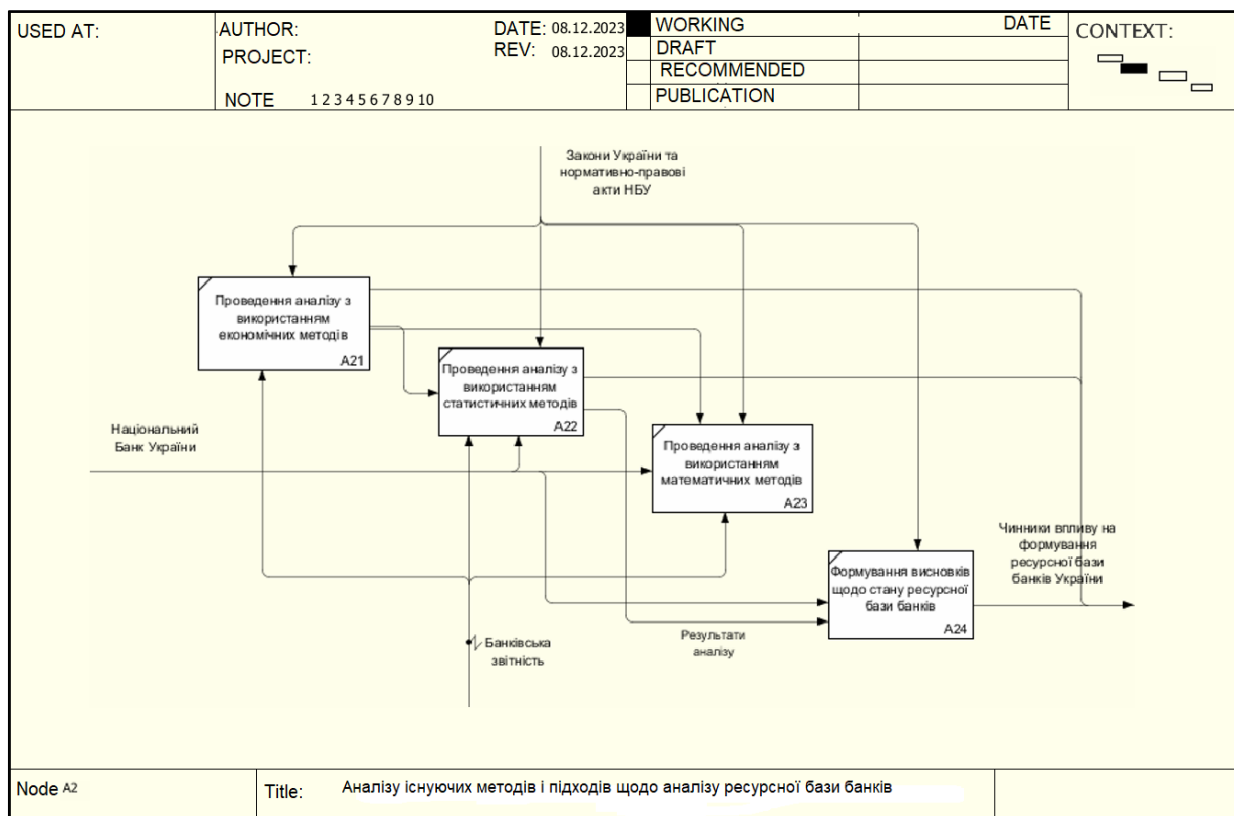 USED AT:
AUTHOR:
DATE: 08.12.2023
WORKING
DATE
CONTEXT:
PROJECT:
REV: 08.12.2023
DRAFT
RECOMMENDED
NOTE 1 2 3 4 5 6 7 8 9 10
PUBLICATION
Закони України та
нормативно-правові
акти НБУ
Проведення аналізу з
використанням
економічних методів
A21
Проведення аналізу з
використанням
статистичних методів
A22
Національний
Банк України
Проведення аналізу з
використанням
математичних методів
A23
Чинники впливу на
формування
ресурсної бази
банків України
Формування висновків
щодо стану ресурсної
бази банків
A24
Результати
аналізу
Банківська
звітність
Node A2
Title: Аналізу існуючих методів і підходів щодо аналізу ресурсної бази банків